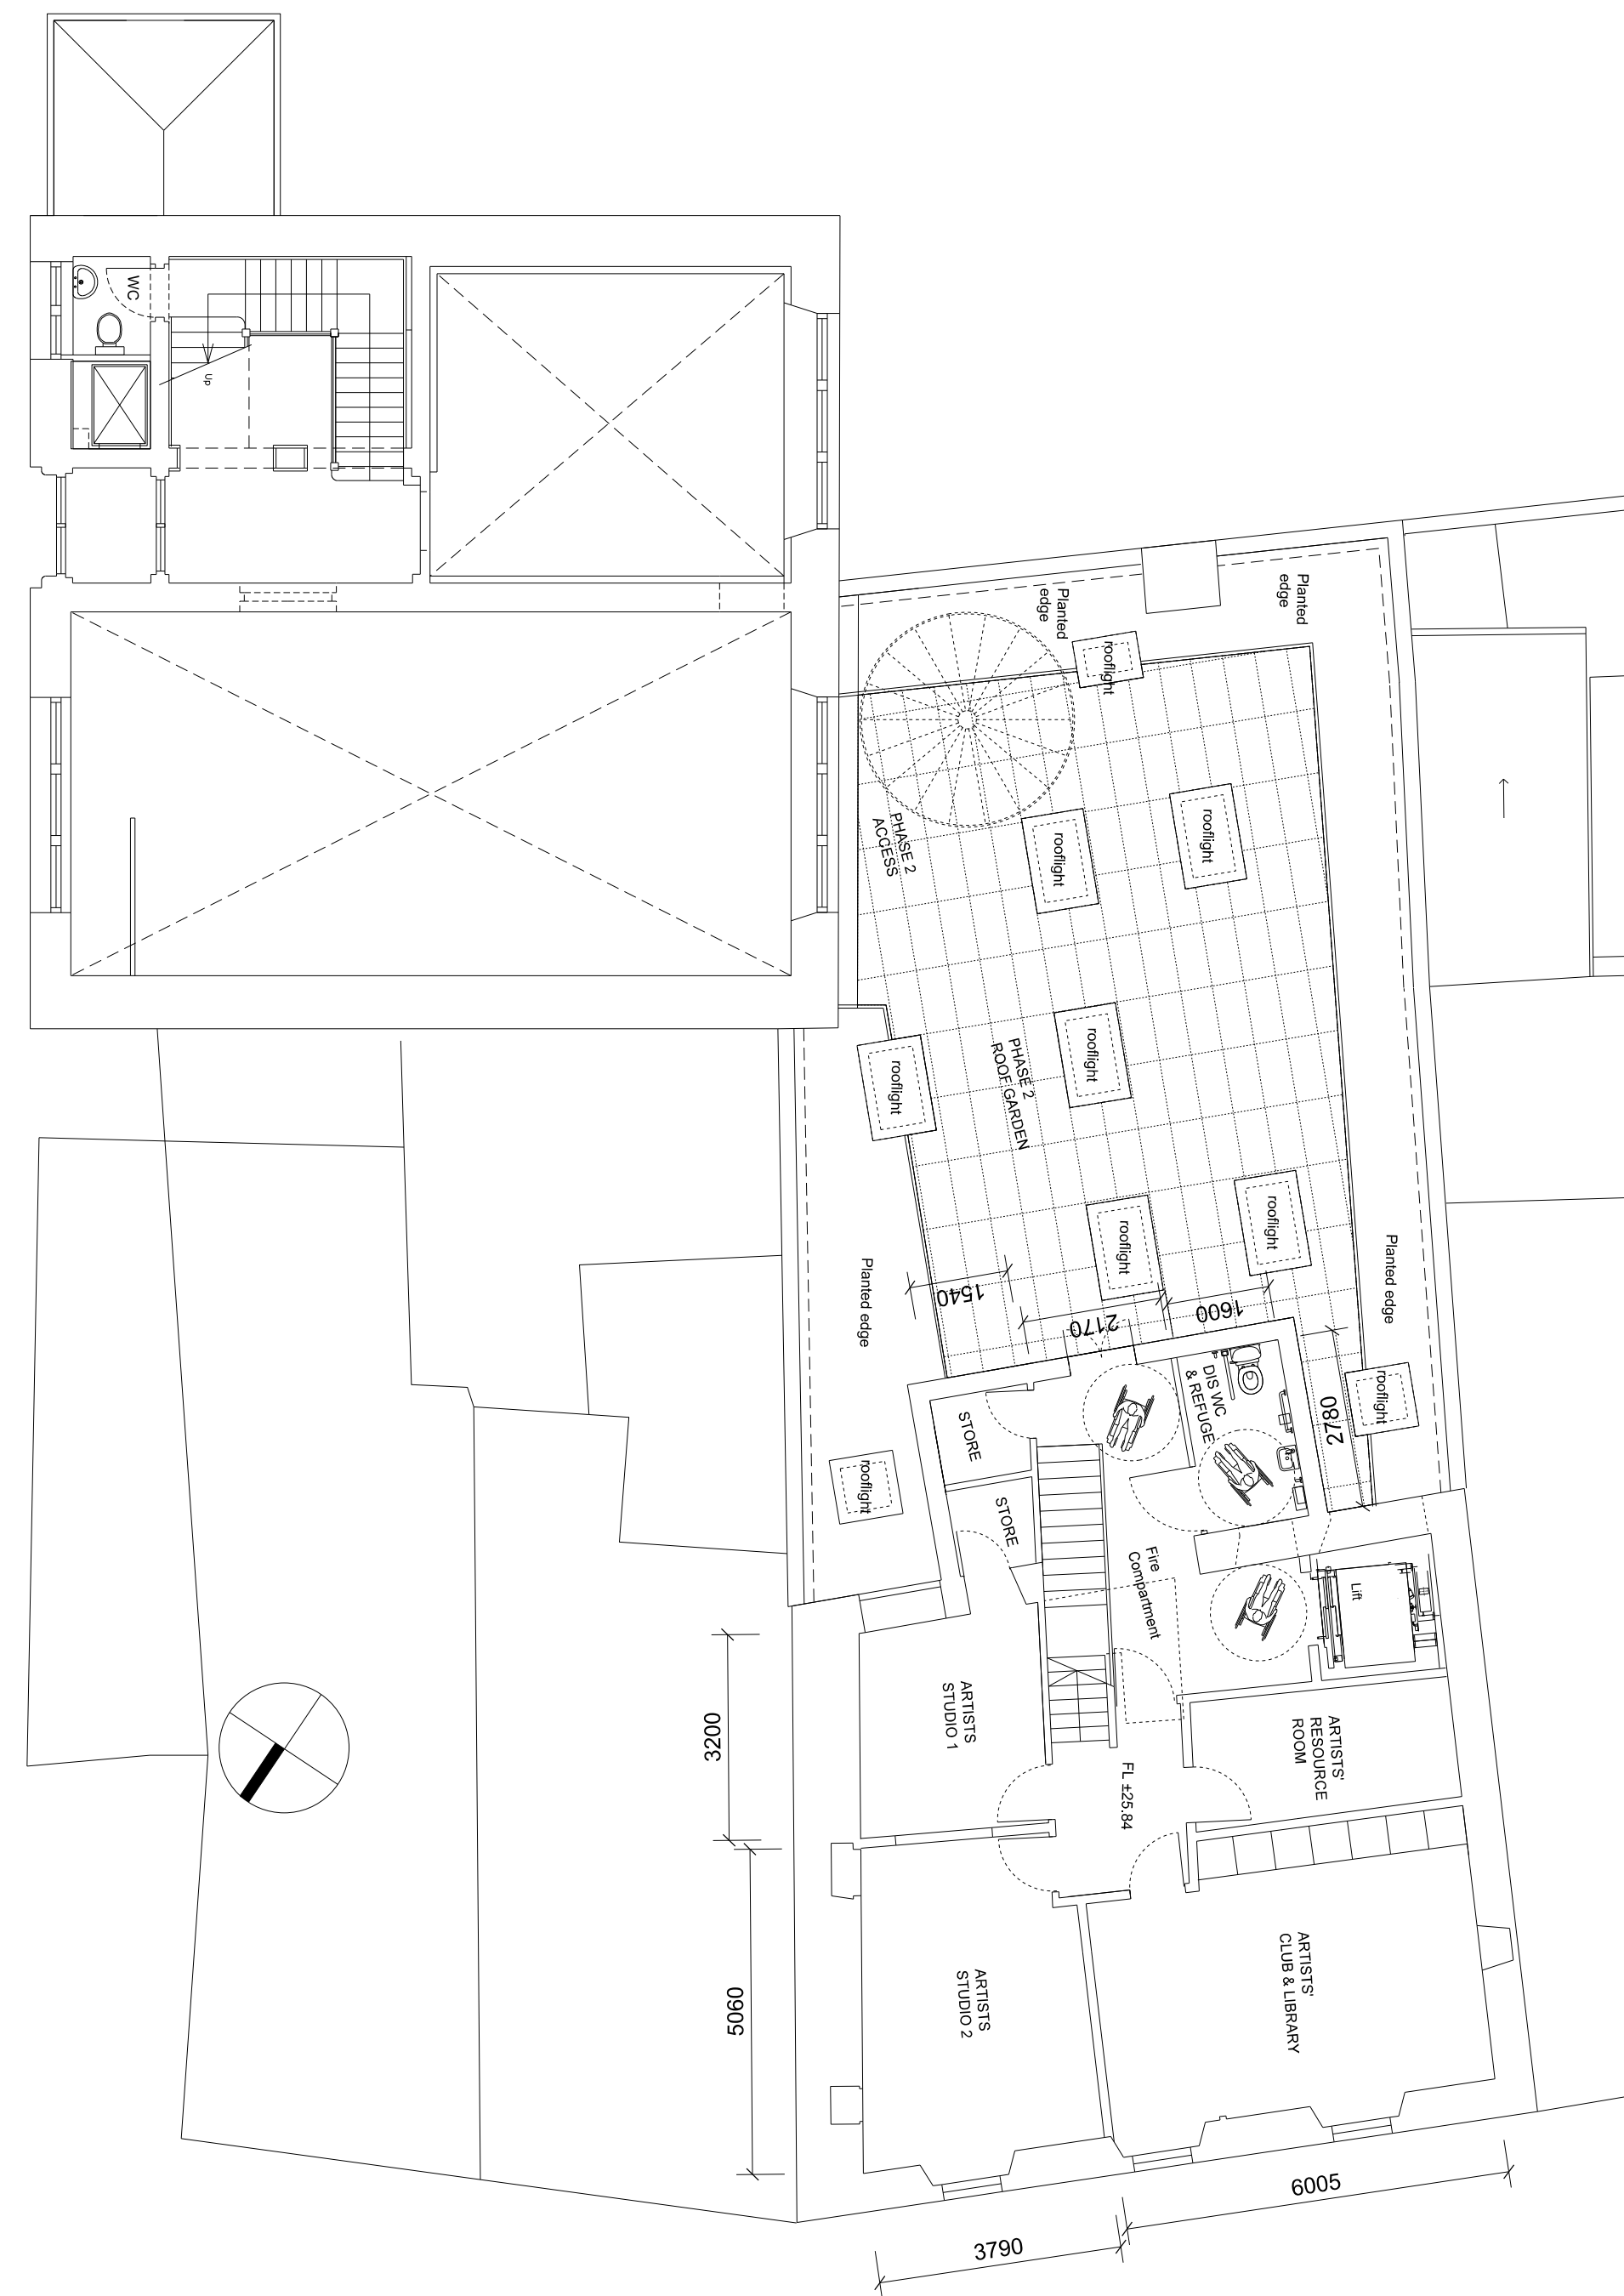 WC
Up
Planted
edge
Planted
edge
rooflight
PHASE 2
ACCESS
rooflight
rooflight
rooflight
rooflight
PHASE 2
ROOF GARDEN
rooflight
rooflight
Planted edge
Planted edge
1540
2170
1600
2780
rooflight
rooflight
STORE
STORE
DIS WC
& REFUGE
Fire
Compartment
Lift
3200
ARTISTS
STUDIO 1
FL ±25.84
ARTISTS'
RESOURCE
ROOM
5060
ARTISTS
STUDIO 2
ARTISTS'
CLUB & LIBRARY
6005
3790